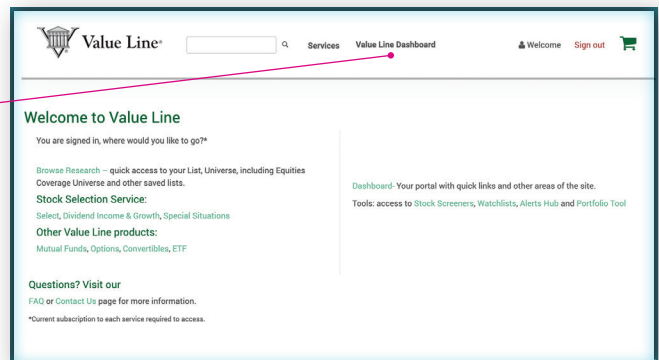 Value Line®
Services
Value Line Dashboard
Welcome
Sign out
Welcome to Value Line
You are signed in, where would you like to go?*
Browse Research – quick access to your List, Universe, including Equities
Coverage Universe and other saved lists.
Stock Selection Service:
Select, Dividend Income & Growth, Special Situations
Other Value Line products:
Mutual Funds, Options, Convertibles, ETF
Dashboard- Your portal with quick links and other areas of the site.
Tools: access to Stock Screeners, Watchlists, Alerts Hub and Portfolio Tool
Questions? Visit our
FAQ or Contact Us page for more information.
*Current subscription to each service required to access.